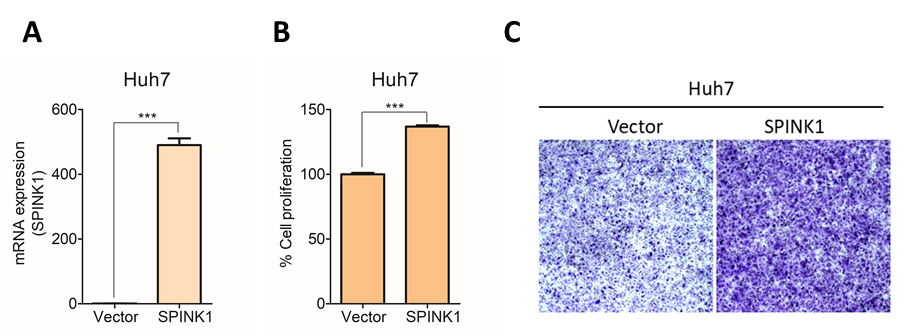 A
B
C
Huh7
600
400
200
0
mRNA expression
(SPINK1)
***
Vector
SPINK1
Huh7
150
100
50
0
% Cell proliferation
***
Vector
SPINK1
Huh7
Vector
SPINK1